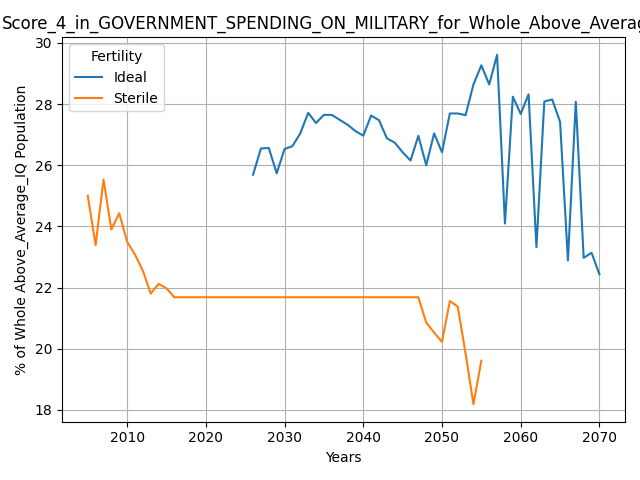 Score_4_in_GOVERNMENT_SPENDING_ON_MILITARY_for_Whole_Above_Averag
Fertility
Ideal
Sterile
% of Whole Above_Average_IQ Population
30
28
26
24
22
20
18
2010 2020 2030 2040 2050 2060 2070
Years